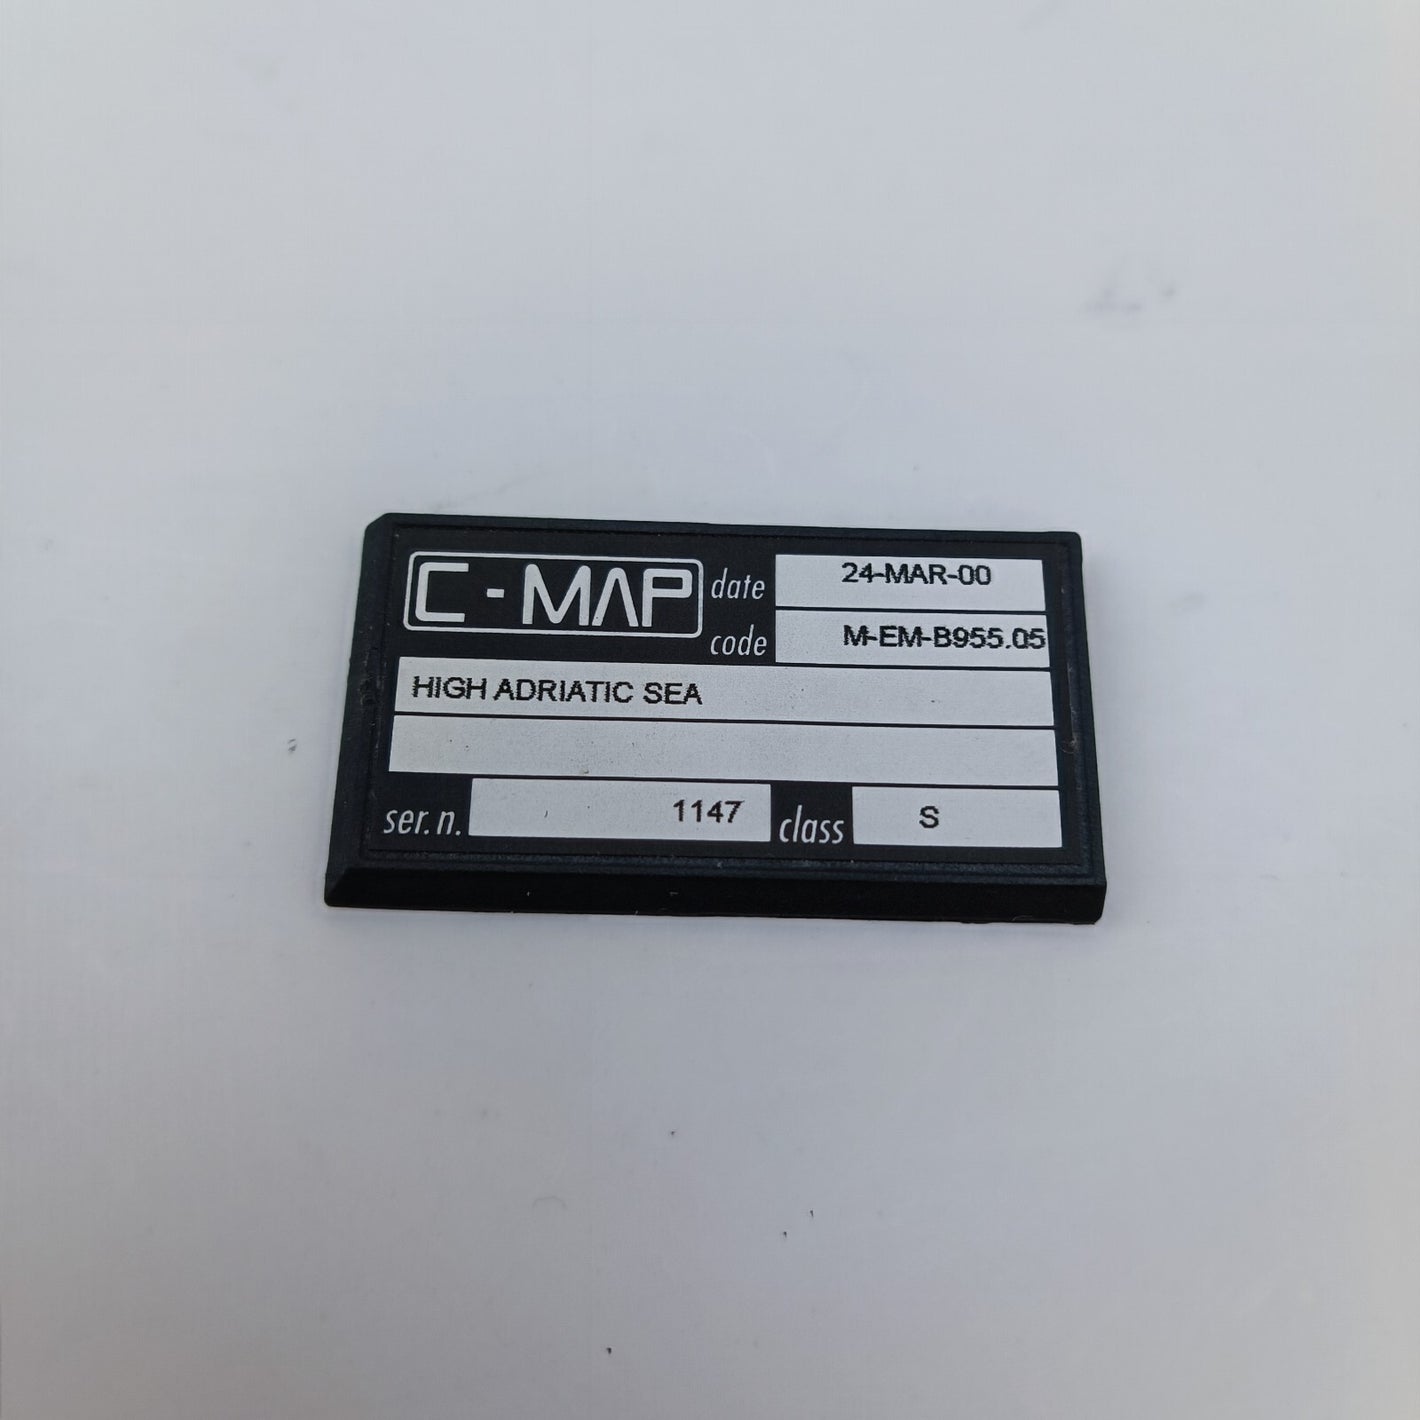 C-MAP
date 24-MAR-00
code M-EM-B955.05
HIGH ADRIATIC SEA
ser. n. 1147 class S